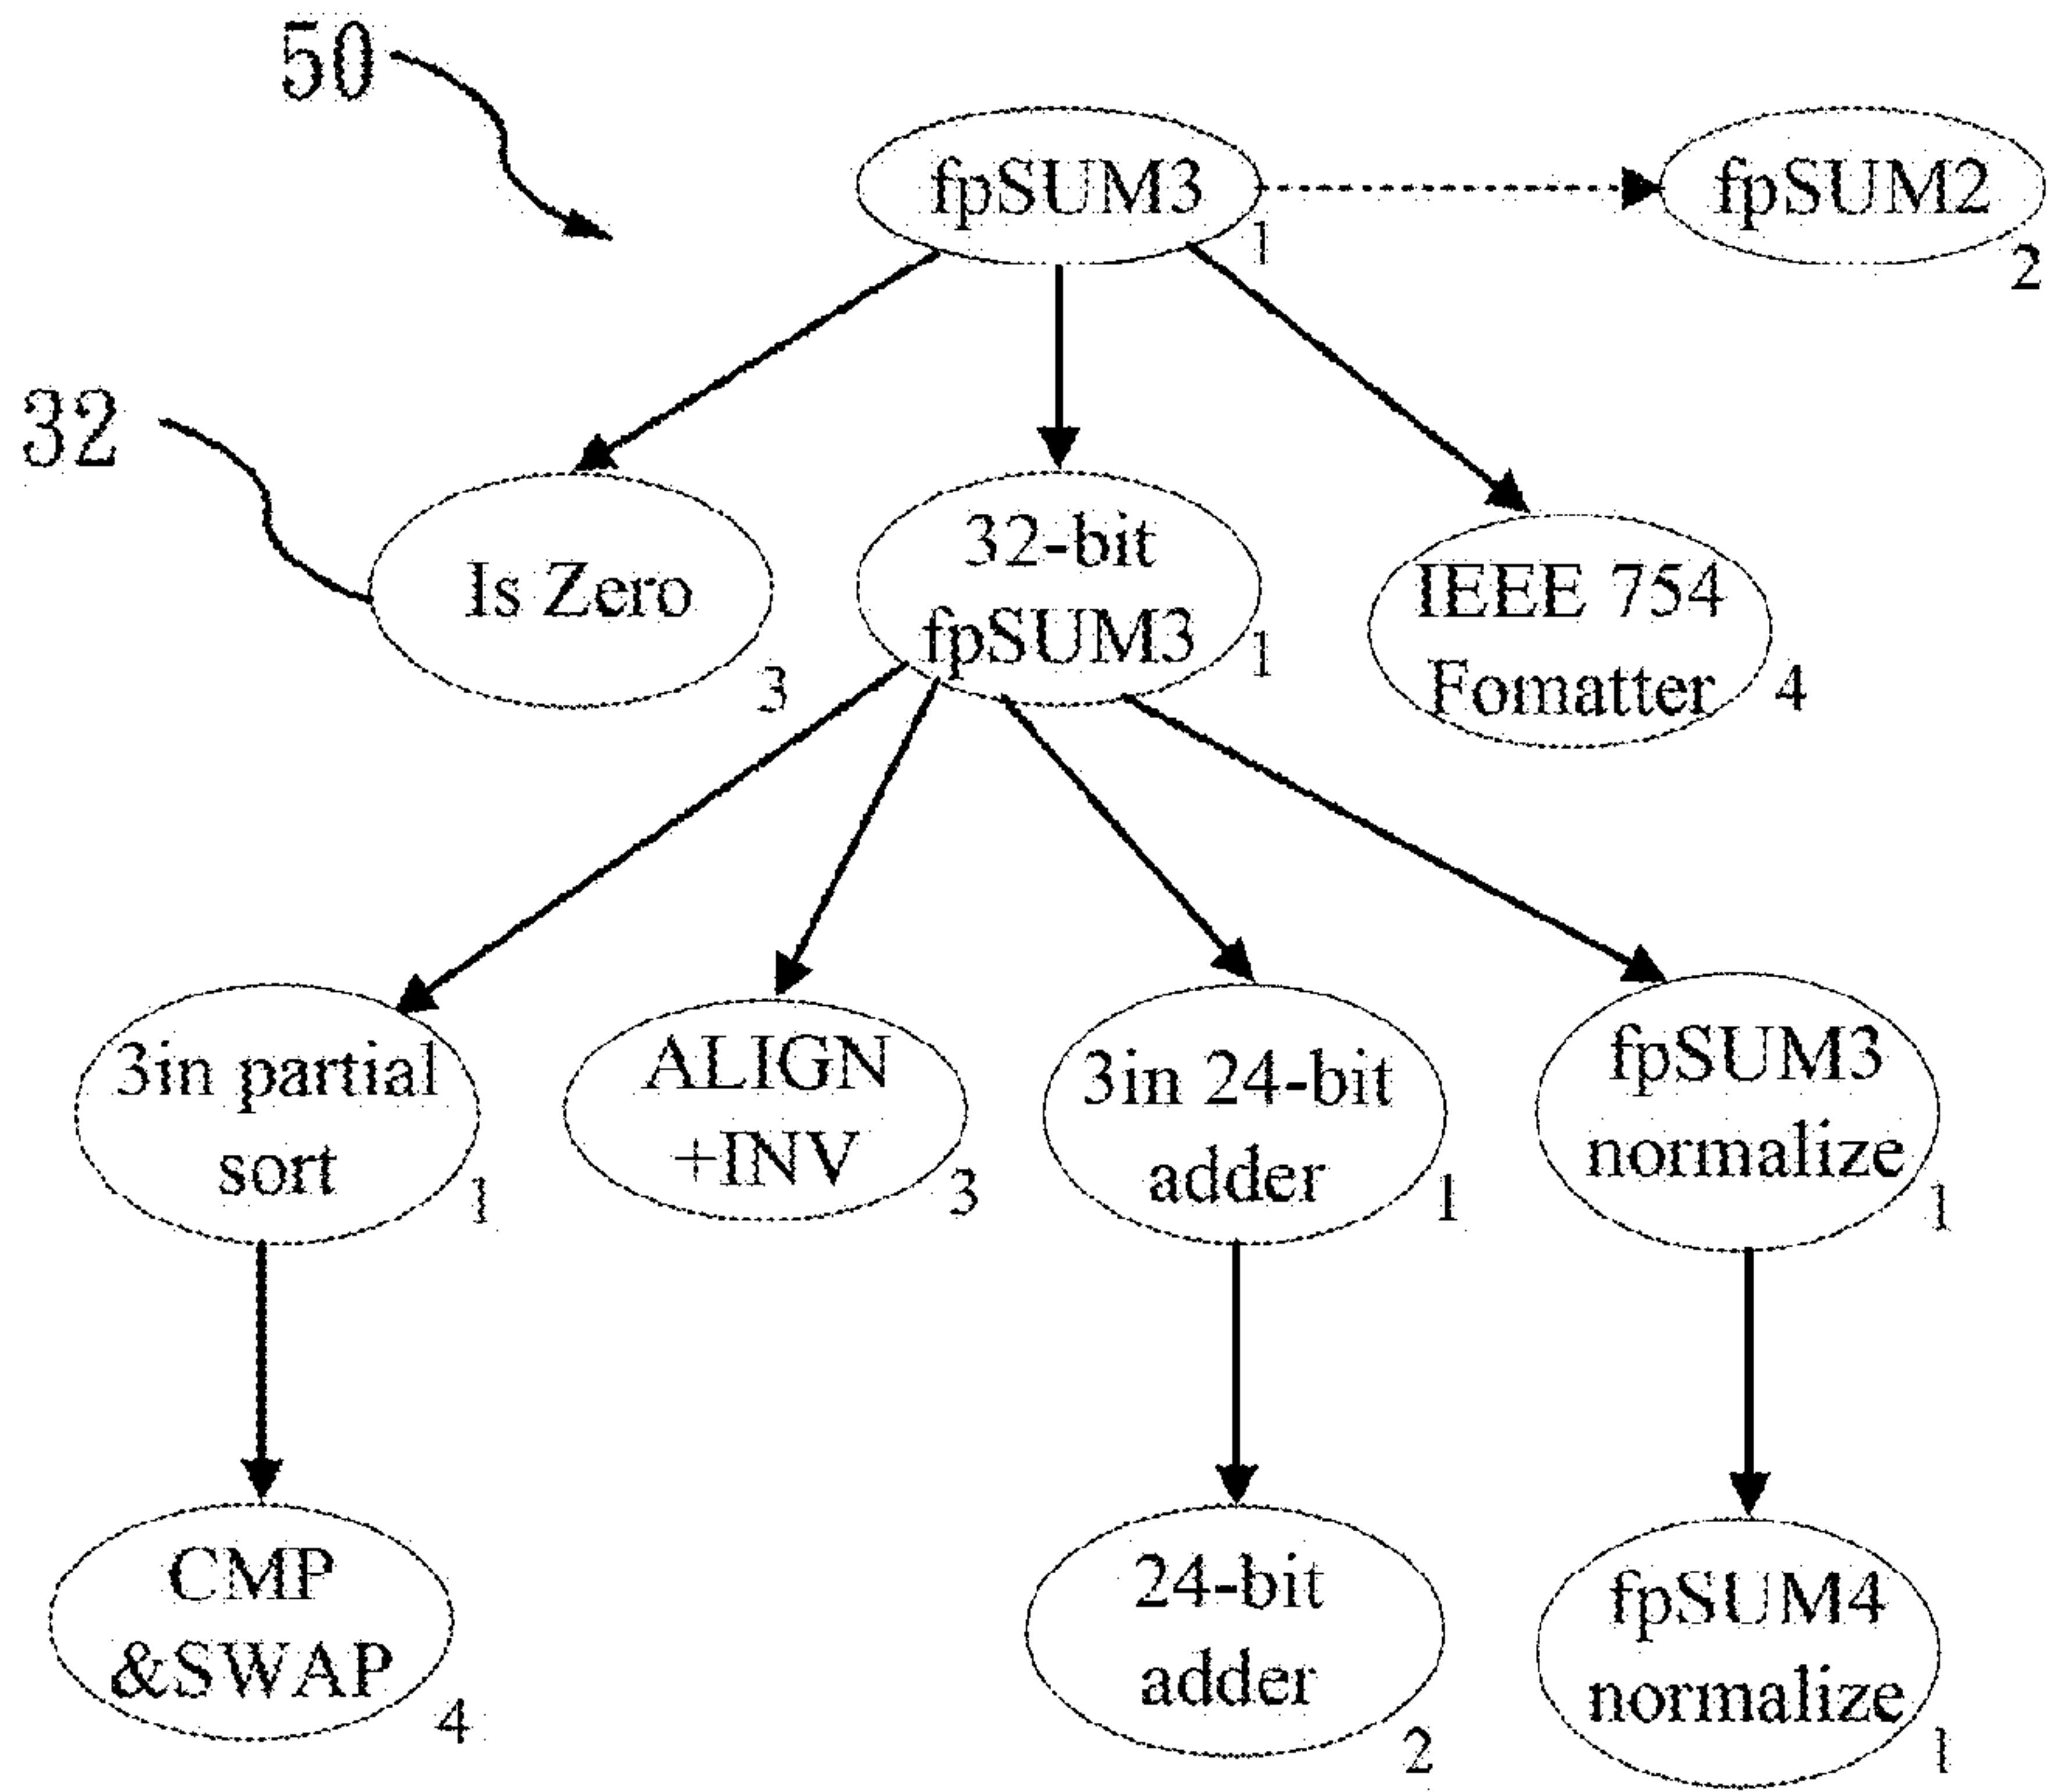 50
fpSUM3
1
fpSUM2
2
32
Is Zero
3
32-bit
fpSUM3
1
IEEE 754
Fomatter
4
3in partial
sort
1
ALIGN
+INV
3
3in 24-bit
adder
1
fpSUM3
normalize
1
CMP
&SWAP
4
24-bit
adder
2
fpSUM4
normalize
1